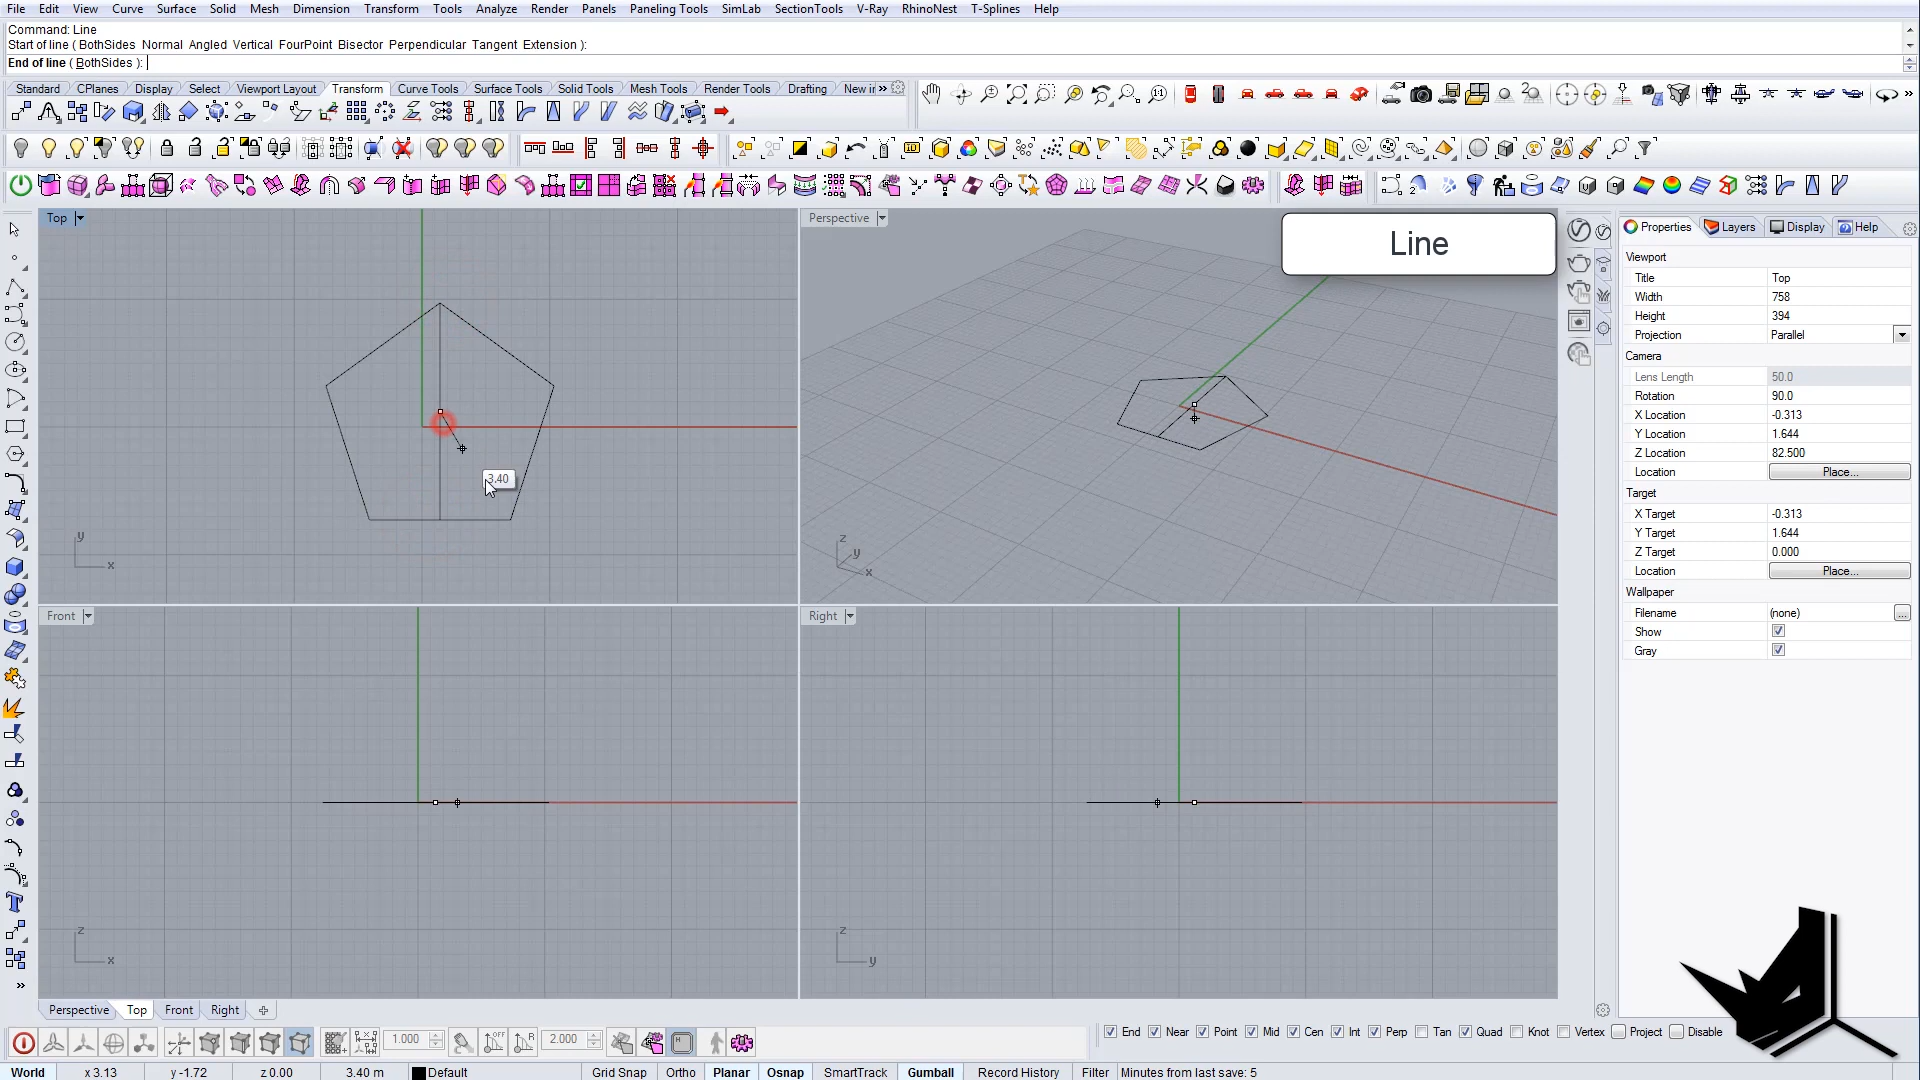 File Edit View Curve Surface Solid Mesh Dimension Transform Tools Analyze Render Panels Paneling Tools SimLab SectionTools V-Ray RhinoNest T-Splines Help
Command: Line
Start of line ( BothSides Normal Angled Vertical FourPoint Bisector Perpendicular Tangent Extension ):
End of line ( BothSides ):
Standard CPlanes Display Select Viewport Layout Transform Curve Tools Surface Tools Solid Tools Mesh Tools Render Tools Drafting New in
Top
Perspective
Line
Properties Layers Display Help
Viewport
Title Top
Width 758
Height 394
Projection Parallel
Camera
Lens Length 50.0
Rotation 90.0
X Location -0.313
Y Location 1.644
Z Location 82.500
Location Place...
Target
X Target -0.313
Y Target 1.644
Z Target 0.000
Location Place...
Wallpaper
Filename (none) ...
Show
Gray
3.40
y
x
z
y
x
Front
Right
z
x
z
y
Perspective Top Front Right
1.000
2.000
End Near Point Mid Cen Int Perp Tan Quad Knot Vertex Project Disable
World x 3.13 y -1.72 z 0.00 3.40 m Default Grid Snap Ortho Planar Osnap SmartTrack Gumball Record History Filter Minutes from last save: 5